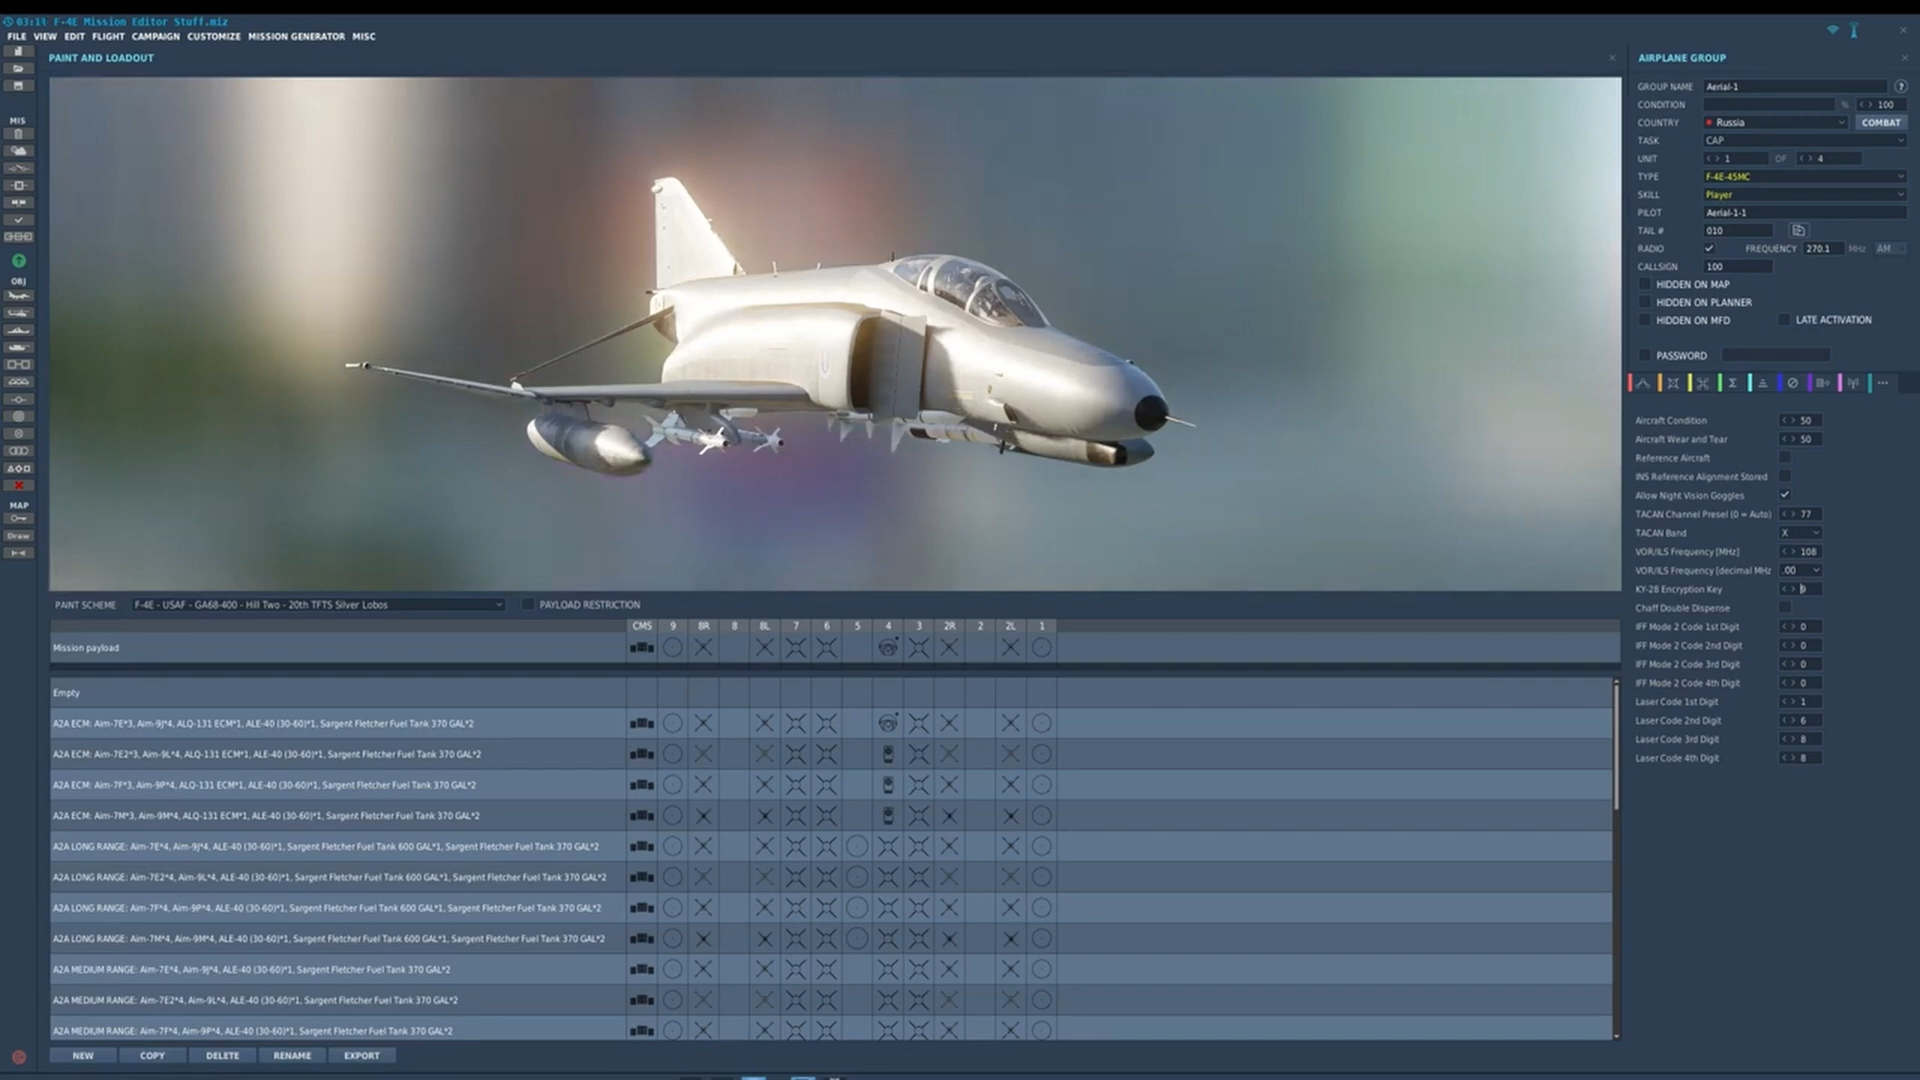 03:1 F-4E Mission Editor Stuff.miz
FILE VIEW EDIT FLIGHT CAMPAIGN CUSTOMIZE MISSION GENERATOR MISC
PAINT AND LOADOUT
MIS
OBJ
MAP
Draw
PAINT SCHEME F-4E - USAF - GA68-400 - Hill Two - 20th TFTS Silver Lobos PAYLOAD RESTRICTION
CMS 9 8R 8 8L 7 6 5 4 3 2R 2 2L 1
Mission payload
Empty
A2A ECM: Aim-7E*3, Aim-9J*4, ALQ-131 ECM*1, ALE-40 (30-60)*1, Sargent Fletcher Fuel Tank 370 GAL*2
A2A ECM: Aim-7E2*3, Aim-9L*4, ALQ-131 ECM*1, ALE-40 (30-60)*1, Sargent Fletcher Fuel Tank 370 GAL*2
A2A ECM: Aim-7F*3, Aim-9P*4, ALQ-131 ECM*1, ALE-40 (30-60)*1, Sargent Fletcher Fuel Tank 370 GAL*2
A2A ECM: Aim-7M*3, Aim-9M*4, ALQ-131 ECM*1, ALE-40 (30-60)*1, Sargent Fletcher Fuel Tank 370 GAL*2
A2A LONG RANGE: Aim-7E*4, Aim-9J*4, ALE-40 (30-60)*1, Sargent Fletcher Fuel Tank 600 GAL*1, Sargent Fletcher Fuel Tank 370 GAL*2
A2A LONG RANGE: Aim-7E2*4, Aim-9L*4, ALE-40 (30-60)*1, Sargent Fletcher Fuel Tank 600 GAL*1, Sargent Fletcher Fuel Tank 370 GAL*2
A2A LONG RANGE: Aim-7F*4, Aim-9P*4, ALE-40 (30-60)*1, Sargent Fletcher Fuel Tank 600 GAL*1, Sargent Fletcher Fuel Tank 370 GAL*2
A2A LONG RANGE: Aim-7M*4, Aim-9M*4, ALE-40 (30-60)*1, Sargent Fletcher Fuel Tank 600 GAL*1, Sargent Fletcher Fuel Tank 370 GAL*2
A2A MEDIUM RANGE: Aim-7E*4, Aim-9J*4, ALE-40 (30-60)*1, Sargent Fletcher Fuel Tank 370 GAL*2
A2A MEDIUM RANGE: Aim-7E2*4, Aim-9L*4, ALE-40 (30-60)*1, Sargent Fletcher Fuel Tank 370 GAL*2
A2A MEDIUM RANGE: Aim-7F*4, Aim-9P*4, ALE-40 (30-60)*1, Sargent Fletcher Fuel Tank 370 GAL*2
NEW COPY DELETE RENAME EXPORT
AIRPLANE GROUP
GROUP NAME Aerial-1 ?
CONDITION % < > 100
COUNTRY Russia COMBAT
TASK CAP
UNIT < > 1 OF < > 4
TYPE F-4E-45MC
SKILL Player
PILOT Aerial-1-1
TAIL # 010
RADIO FREQUENCY 270.1 MHz AM
CALLSIGN 100
HIDDEN ON MAP
HIDDEN ON PLANNER
HIDDEN ON MFD LATE ACTIVATION
PASSWORD
Aircraft Condition < > 50
Aircraft Wear and Tear < > 50
Reference Aircraft
INS Reference Alignment Stored
Allow Night Vision Goggles
TACAN Channel Preset (0 = Auto) < > 77
TACAN Band X
VOR/ILS Frequency [MHz] < > 108
VOR/ILS Frequency [decimal MHz .00
KY-28 Encryption Key < >
Chaff Double Dispense
IFF Mode 2 Code 1st Digit < > 0
IFF Mode 2 Code 2nd Digit < > 0
IFF Mode 2 Code 3rd Digit < > 0
IFF Mode 2 Code 4th Digit < > 0
Laser Code 1st Digit < > 1
Laser Code 2nd Digit < > 6
Laser Code 3rd Digit < > 8
Laser Code 4th Digit < > 8